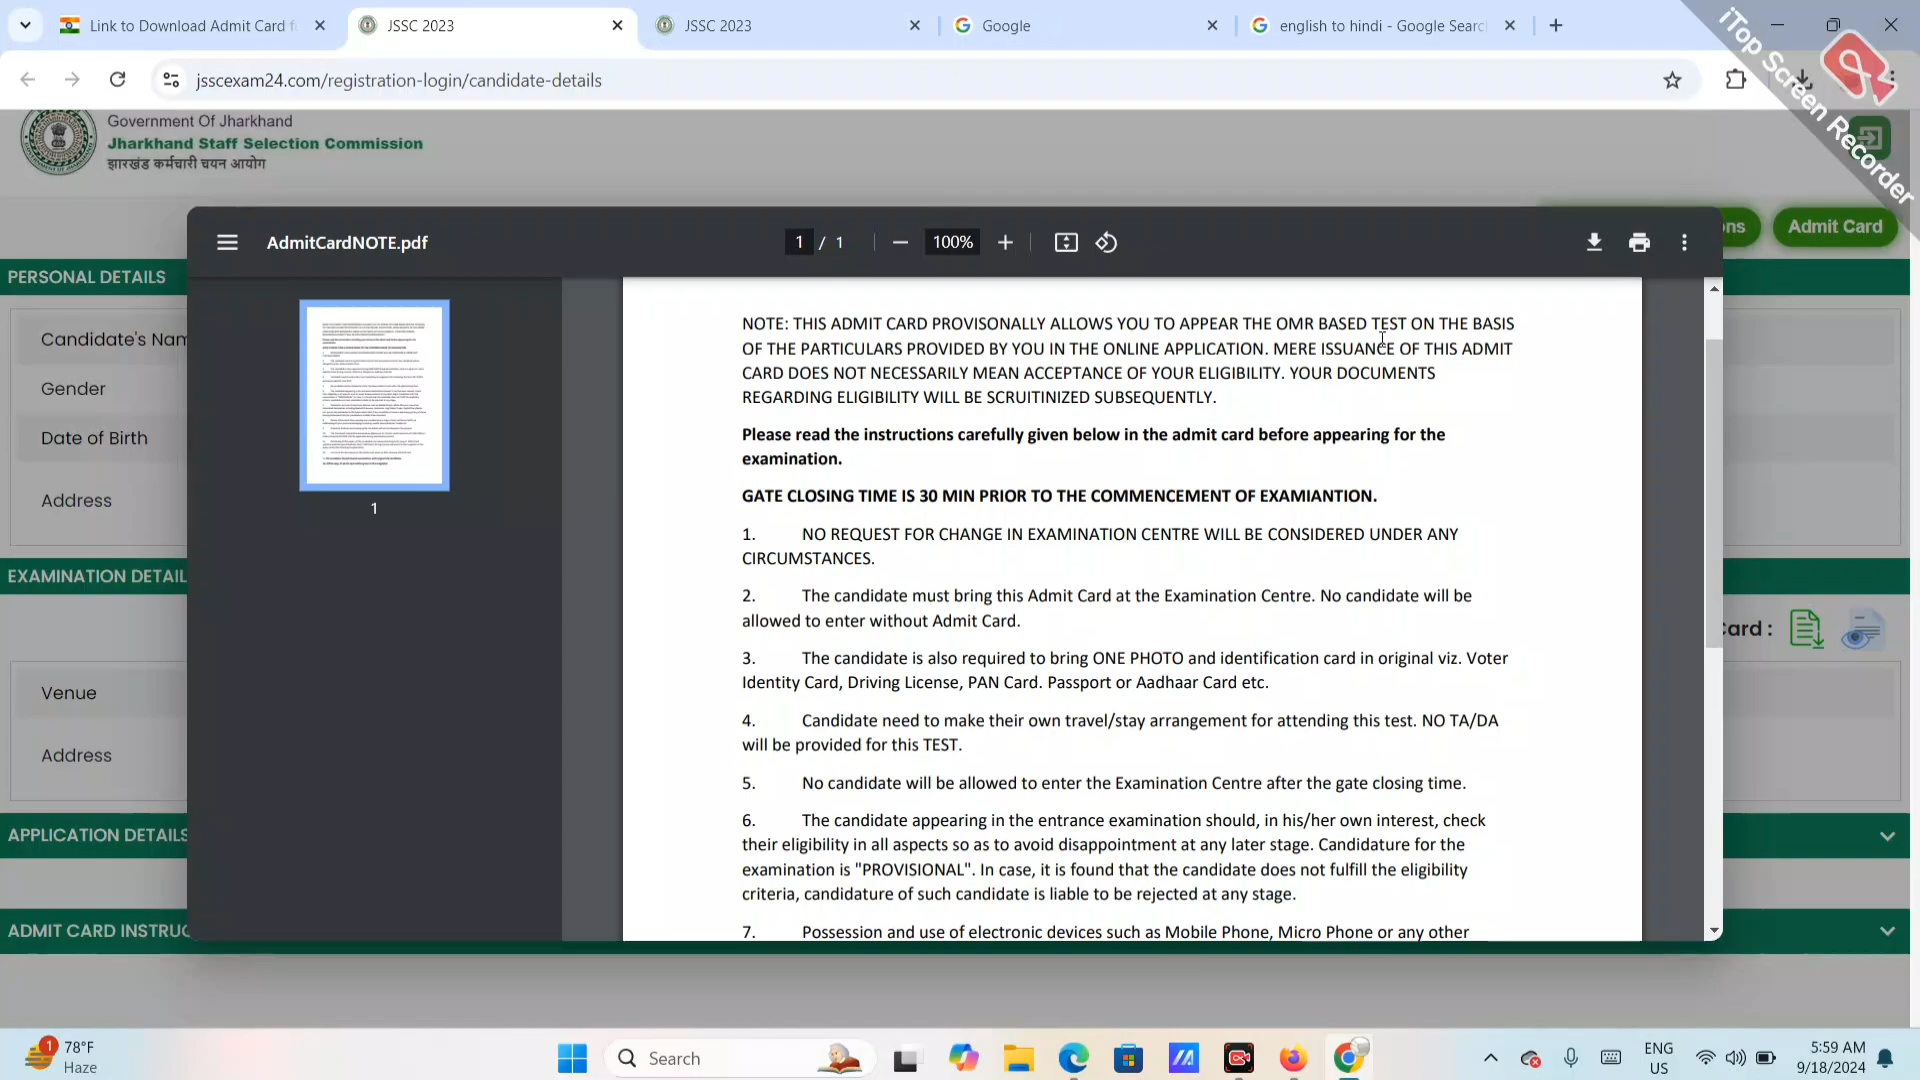 Link to Download Admit Card f
JSSC 2023
JSSC 2023
Google
english to hindi - Google Searc
jsscexam24.com/registration-login/candidate-details
iTop Screen Recorder
Government Of Jharkhand
Jharkhand Staff Selection Commission
झारखंड कर्मचारी चयन आयोग
ns
Admit Card
AdmitCardNOTE.pdf
1 / 1
100%
PERSONAL DETAILS
Candidate's Nam
Gender
Date of Birth
Address
EXAMINATION DETAIL
Card :
Venue
Address
APPLICATION DETAILS
ADMIT CARD INSTRUC
1
NOTE: THIS ADMIT CARD PROVISONALLY ALLOWS YOU TO APPEAR THE OMR BASED TEST ON THE BASIS
OF THE PARTICULARS PROVIDED BY YOU IN THE ONLINE APPLICATION. MERE ISSUANCE OF THIS ADMIT
CARD DOES NOT NECESSARILY MEAN ACCEPTANCE OF YOUR ELIGIBILITY. YOUR DOCUMENTS
REGARDING ELIGIBILITY WILL BE SCRUITINIZED SUBSEQUENTLY.
Please read the instructions carefully given below in the admit card before appearing for the
examination.
GATE CLOSING TIME IS 30 MIN PRIOR TO THE COMMENCEMENT OF EXAMIANTION.
1. NO REQUEST FOR CHANGE IN EXAMINATION CENTRE WILL BE CONSIDERED UNDER ANY
CIRCUMSTANCES.
2. The candidate must bring this Admit Card at the Examination Centre. No candidate will be
allowed to enter without Admit Card.
3. The candidate is also required to bring ONE PHOTO and identification card in original viz. Voter
Identity Card, Driving License, PAN Card. Passport or Aadhaar Card etc.
4. Candidate need to make their own travel/stay arrangement for attending this test. NO TA/DA
will be provided for this TEST.
5. No candidate will be allowed to enter the Examination Centre after the gate closing time.
6. The candidate appearing in the entrance examination should, in his/her own interest, check
their eligibility in all aspects so as to avoid disappointment at any later stage. Candidature for the
examination is "PROVISIONAL". In case, it is found that the candidate does not fulfill the eligibility
criteria, candidature of such candidate is liable to be rejected at any stage.
7. Possession and use of electronic devices such as Mobile Phone, Micro Phone or any other
1
78°F
Haze
Search
ENG
US
5:59 AM
9/18/2024